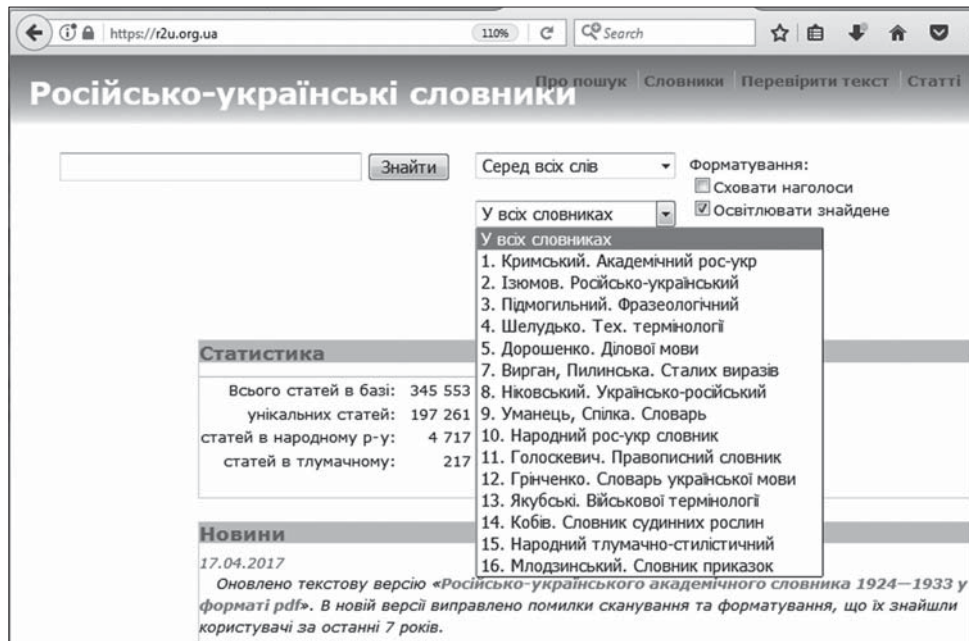 https://r2u.org.ua
110%
Search
Російсько-українські словники
Про пошук Словники Перевірити текст Статті
Знайти
Серед всіх слів
Форматування:
Сховати наголоси
У всіх словниках
Освітлювати знайдене
У всіх словниках
1. Кримський. Академічний рос-укр
2. Ізюмов. Російсько-український
3. Підмогильний. Фразеологічний
4. Шелудько. Тех. термінології
5. Дорошенко. Ділової мови
7. Вирган, Пилинська. Сталих виразів
8. Ніковський. Українсько-російський
9. Уманець, Спілка. Словарь
10. Народний рос-укр словник
11. Голоскевич. Правописний словник
12. Грінченко. Словарь української мови
13. Якубські. Військової термінології
14. Кобів. Словник судинних рослин
15. Народний тлумачно-стилістичний
16. Млодзинський. Словник приказок
Статистика
Всього статей в базі: 345 553
унікальних статей: 197 261
статей в народному р-у: 4 717
статей в тлумачному: 217
Новини
17.04.2017
Оновлено текстову версію «Російсько-українського академічного словника 1924—1933 у
форматі pdf». В новій версії виправлено помилки сканування та форматування, що їх знайшли
користувачі за останні 7 років.